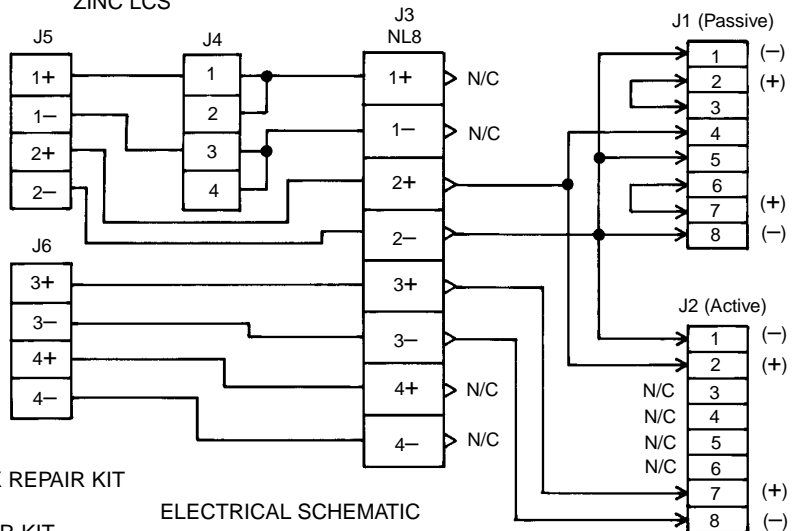 ZINC LCS
J5
1+
1–
2+
2–
J4
1
2
3
4
J6
3+
3–
4+
4–
J3
NL8
1+ N/C
1– N/C
2+
2–
3+
3–
4+ N/C
4– N/C
J1 (Passive)
1 (–)
2 (+)
3
4
5
6
7 (+)
8 (–)
J2 (Active)
1 (–)
2 (+)
N/C 3
N/C 4
N/C 5
N/C 6
7 (+)
8 (–)
REPAIR KIT
ELECTRICAL SCHEMATIC
KIT